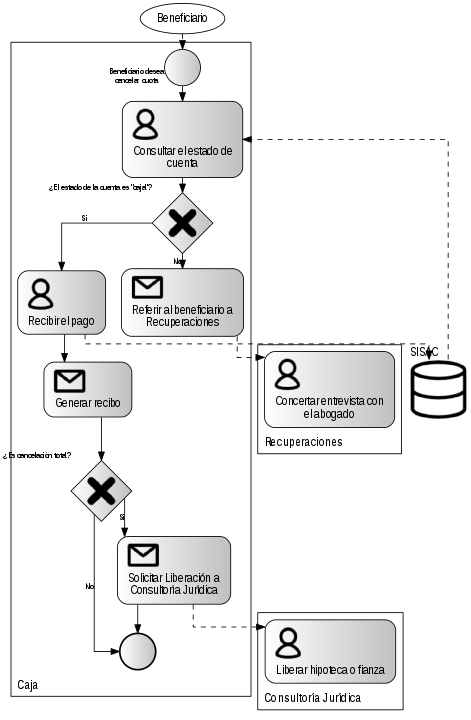 Beneficiario
Beneficiario desea
cancelar cuota
Consultar el estado de
cuenta
¿El estado de la cuenta es "caja"?
Si
No
Recibir el pago
Referir al beneficiario a
Recuperaciones
SISAC
Generar recibo
Concertar entrevista con
el abogado
Recuperaciones
¿Es cancelación total?
Si
Solicitar Liberación a
Consultoría Jurídica
No
Liberar hipoteca o fianza
Caja
Consultoría Jurídica